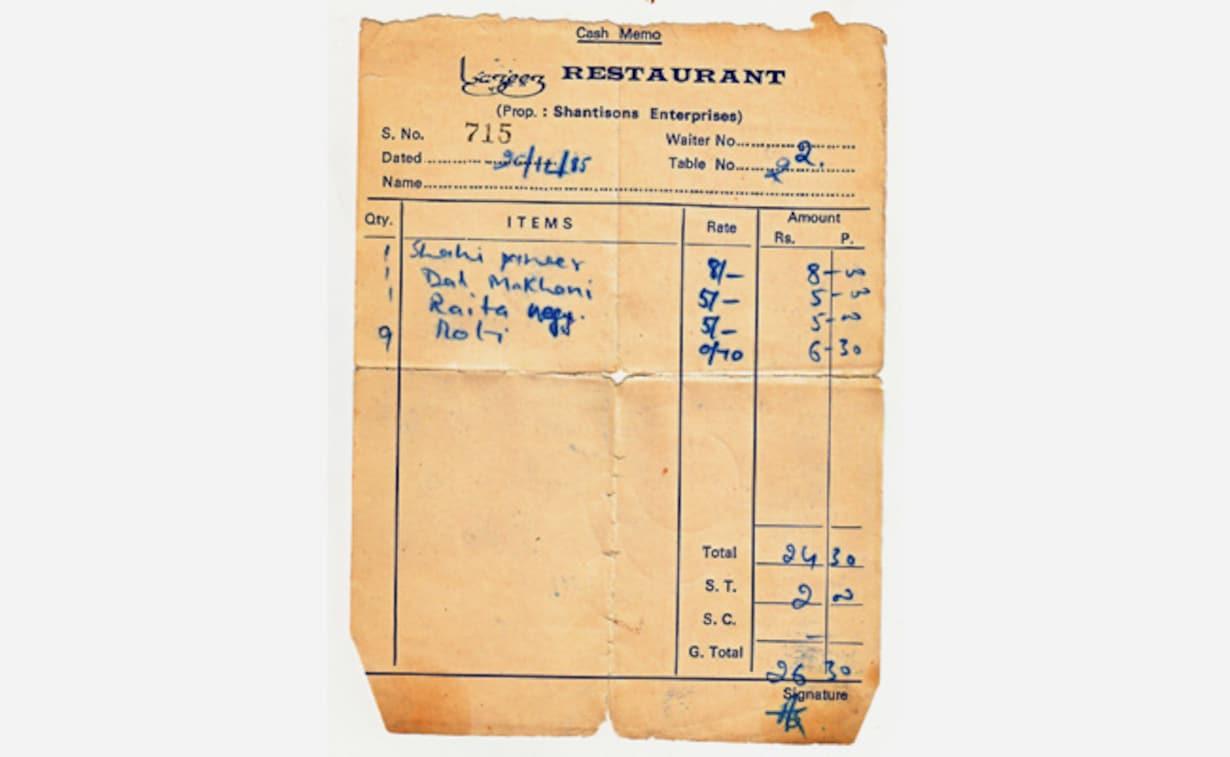 Cash Memo
Lazeez RESTAURANT
(Prop. : Shantisons Enterprises)
S. No. 715 Waiter No. 2.
Dated 20/12/85 Table No. 2
Name
Qty. ITEMS Rate Amount
Rs. P.
1 Shahi paneer 8/- 8-00
1 Dal Makhani 5/- 5-00
1 Raita vegy. 5/- 5-00
9 Roti 0/70 6-30
Total 24 30
S. T. 2 00
S. C. -
G. Total 26 30
Signature